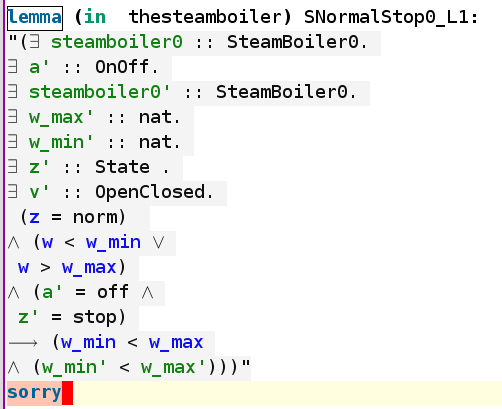 lemma (in thesteamboiler) SNormalStop0_L1:
"(∃ steamboiler0 :: SteamBoiler0.
∃ a' :: OnOff.
∃ steamboiler0' :: SteamBoiler0.
∃ w_max' :: nat.
∃ w_min' :: nat.
∃ z' :: State .
∃ v' :: OpenClosed.
(z = norm)
∧ (w < w_min ∨
w > w_max)
∧ (a' = off ∧
z' = stop)
⟶ (w_min < w_max
∧ (w_min' < w_max')))"
sorry